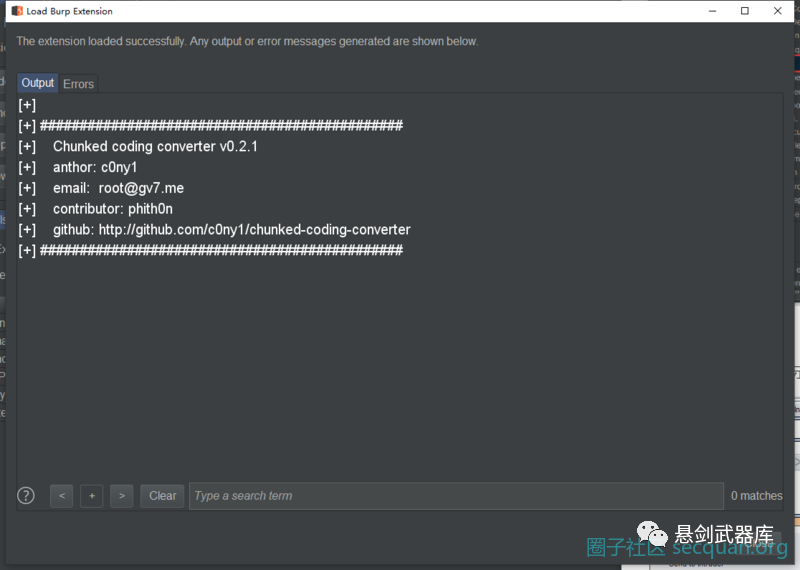 Load Burp Extension
The extension loaded successfully. Any output or error messages generated are shown below.
Output Errors
[+]
[+] ##############################################
[+] Chunked coding converter v0.2.1
[+] anthor: c0ny1
[+] email: root@gv7.me
[+] contributor: phith0n
[+] github: http://github.com/c0ny1/chunked-coding-converter
[+] ##############################################
? < + > Clear Type a search term 0 matches
悬剑武器库
圈子社区 secquan.org